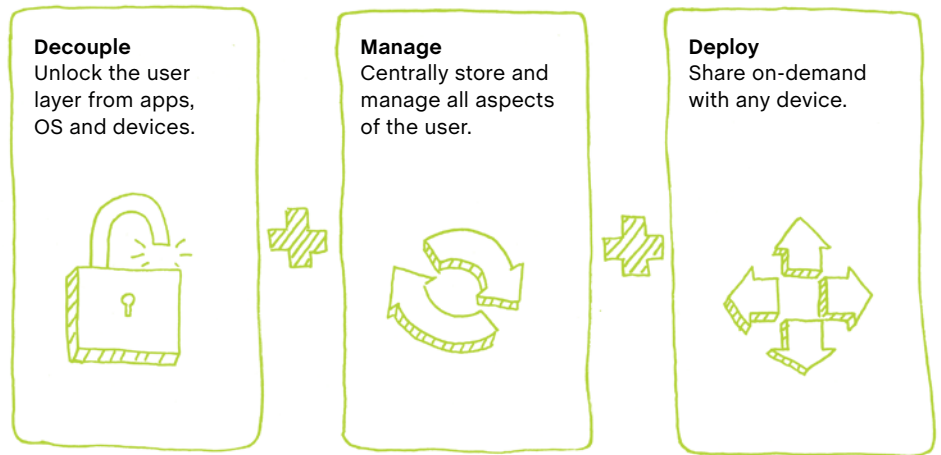 Decouple
Unlock the user
layer from apps,
OS and devices.
Manage
Centrally store and
manage all aspects
of the user.
Deploy
Share on-demand
with any device.